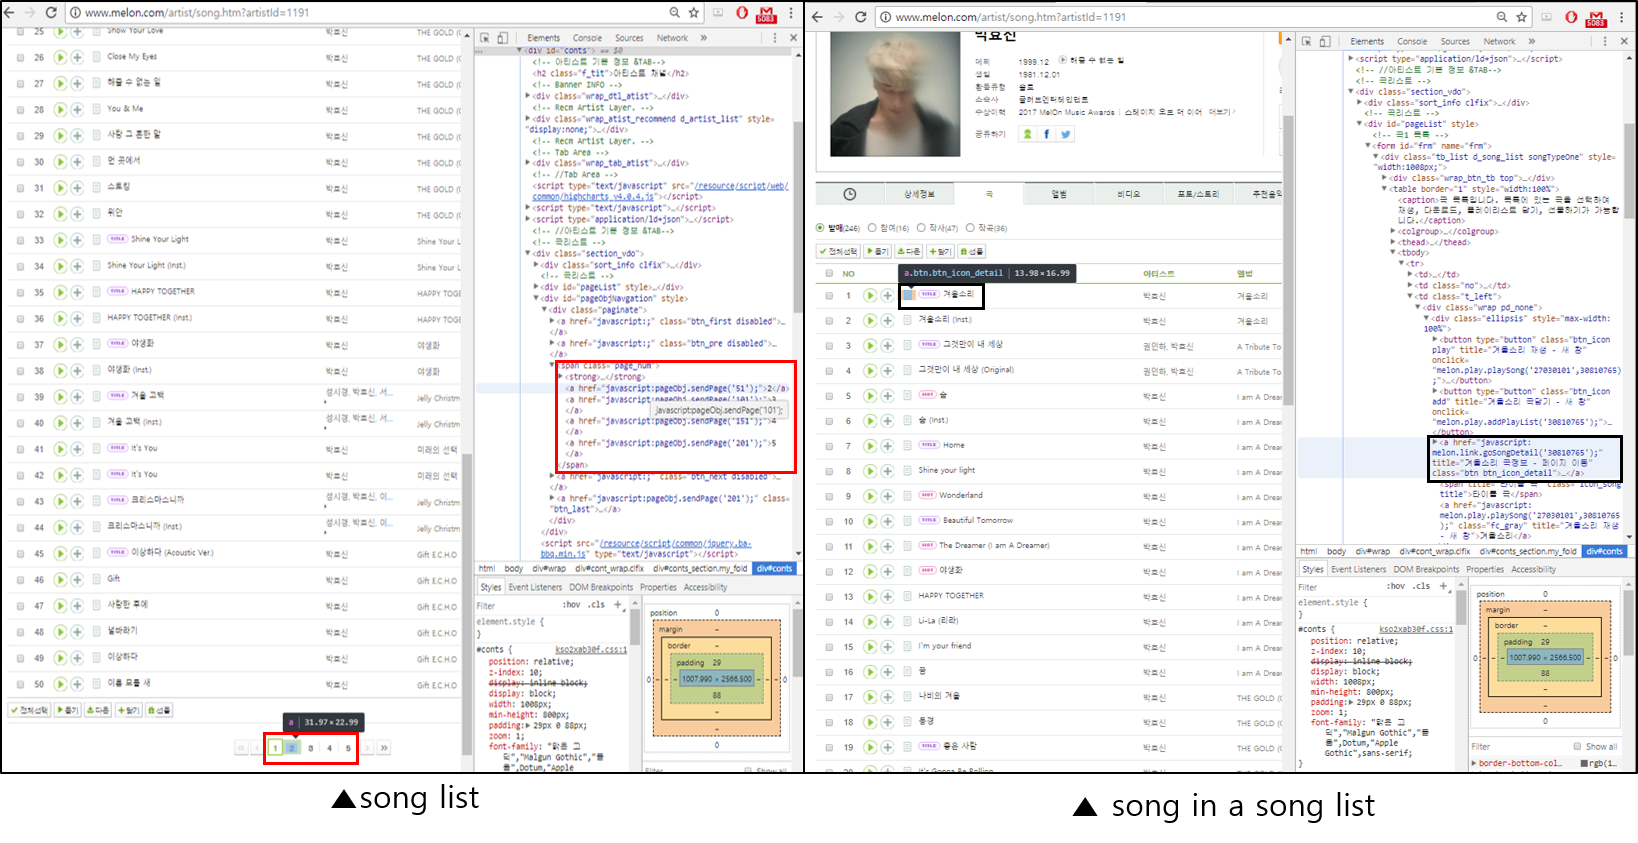 www.melon.com/artist/song.htm?artistId=1191
Elements Console Sources Network »
25 Show Your Love 박효신 THE GOLD (
26 Close My Eyes 박효신 THE GOLD (
27 해줄 수 없는 일 박효신 THE GOLD (
28 You & Me 박효신 THE GOLD (
29 사랑 그 흔한 말 박효신 THE GOLD (
30 먼 곳에서 박효신 THE GOLD (
31 스토킹 박효신 THE GOLD (
32 위안 박효신 THE GOLD (
33 TITLE Shine Your Light 박효신 Shine Your L
34 Shine Your Light (Inst.) 박효신 Shine Your L
35 TITLE HAPPY TOGETHER 박효신 HAPPY TOG
36 HAPPY TOGETHER (Inst.) 박효신 HAPPY TOG
37 TITLE 야생화 박효신 야생화
38 야생화 (Inst.) 박효신 야생화
39 TITLE 겨울 고백 성시경, 박효신, 서... Jelly Christm
40 겨울 고백 (Inst.) 성시경, 박효신, 서... Jelly Christm
41 TITLE It's You 박효신 미래의 선택
42 TITLE It's You 박효신 미래의 선택
43 TITLE 크리스마스니까 성시경, 박효신, 이... Jelly Christm
44 크리스마스니까 (Inst.) 성시경, 박효신, 이... Jelly Christm
45 TITLE 이상하다 (Acoustic Ver.) 박효신 Gift E.C.H.O
46 Gift 박효신 Gift E.C.H.O
47 사랑한 후에 박효신 Gift E.C.H.O
48 널바라기 박효신 Gift E.C.H.O
49 이상하다 박효신 Gift E.C.H.O
50 이름 모를 새 박효신 Gift E.C.H.O
전체선택 듣기 다운 담기 선물
a | 31.97 × 22.99
1 2 3 4 5
<div id="conts"> == $0
<!-- 아티스트 기본 정보 &TAB-->
<h2 class="f_tit">아티스트 채널</h2>
<!-- Banner INFO -->
<div class="wrap_dtl_atist">…</div>
<!-- Recm Artist Layer. -->
<div class="wrap_atist_recommend d_artist_list" style=
"display:none;">…</div>
<!-- Recm Artist Layer. -->
<!-- Tab Area -->
<div class="wrap_tab_atist">…</div>
<!-- //Tab Area -->
<script type="text/javascript" src="/resource/script/web/
common/highcharts_v4.0.4.js"></script>
<script type="text/javascript">…</script>
<script type="application/ld+json">…</script>
<!-- //아티스트 기본 정보 &TAB-->
<!-- 곡리스트 -->
<div class="section_vdo">
<div class="sort_info clfix">…</div>
<!-- 곡리스트 -->
<div id="pageList" style>…</div>
<div id="pageObjNavgation" style>
<div class="paginate">
<a href="javascript:;" class="btn_first disabled">…
</a>
<a href="javascript:;" class="btn_pre disabled">…
</a>
<span class="page_num">
<strong>…</strong>
<a href="javascript:pageObj.sendPage('51');">2</a>
<a href="javascript:pageObj.sendPage('101');">3
</a>
javascript:pageObj.sendPage('101');
<a href="javascript:pageObj.sendPage('151');">4
</a>
<a href="javascript:pageObj.sendPage('201');">5
</a>
</span>
<a href="javascript:;" class="btn_next disabled">…
</a>
<a href="javascript:pageObj.sendPage('201');" class=
"btn_last">…</a>
</div>
</div>
<script src="/resource/script/common/jquery.ba-
bbq.min.js" type="text/javascript"></script>
html body div#wrap div#cont_wrap.clfix div#conts_section.my_fold div#conts
Styles Event Listeners DOM Breakpoints Properties Accessibility
Filter :hov .cls +
element.style {
}
#conts { kso2xab30f.css:1
position: relative;
z-index: 10;
display: inline-block;
display: block;
width: 1008px;
min-height: 800px;
padding: 29px 0 88px;
zoom: 1;
font-family: "맑은 고
딕","Malgun Gothic","돋
움",Dotum,"Apple
position 0
margin –
border –
padding 29
0 – – 0 1007.990 × 2566.500 0 – – 0
88
–
–
0
Filter Show all
▲song list
www.melon.com/artist/song.htm?artistId=1191
Elements Console Sources Network »
박효신
데뷔 1999.12 해줄 수 없는 일
생일 1981.12.01
활동유형 솔로
소속사 글러브엔터테인먼트
수상이력 2017 MelOn Music Awards | 스테이지 오브 더 이어 더보기
공유하기
상세정보 곡 앨범 비디오 포토/스토리 추천음악
발매(246) 참여(16) 작사(47) 작곡(36)
전체선택 듣기 다운 담기 선물
a.btn.btn_icon_detail | 13.98 × 16.99
NO 아티스트 앨범
1 TITLE 겨울소리 박효신 겨울소리
2 겨울소리 (Inst.) 박효신 겨울소리
3 TITLE 그것만이 내 세상 권인하, 박효신 A Tribute To
4 그것만이 내 세상 (Original) 권인하, 박효신 A Tribute To
5 HOT 숨 박효신 I am A Drea
6 숨 (Inst.) 박효신 I am A Drea
7 TITLE Home 박효신 I am A Drea
8 Shine your light 박효신 I am A Drea
9 HOT Wonderland 박효신 I am A Drea
10 TITLE Beautiful Tomorrow 박효신 I am A Drea
11 HOT The Dreamer (I am A Dreamer) 박효신 I am A Drea
12 HOT 야생화 박효신 I am A Drea
13 HAPPY TOGETHER 박효신 I am A Drea
14 Li-La (리라) 박효신 I am A Drea
15 I'm your friend 박효신 I am A Drea
16 꿈 박효신 I am A Drea
17 나비의 겨울 박효신 THE GOLD (
18 동경 박효신 THE GOLD (
19 TITLE 좋은 사람 박효신 THE GOLD (
It's Gonna Be Rolling
<script type="application/ld+json">…</script>
<!-- //아티스트 기본 정보 &TAB-->
<!-- 곡리스트 -->
<div class="section_vdo">
<div class="sort_info clfix">…</div>
<!-- 곡리스트 -->
<div id="pageList" style>
<!-- 곡1 목록 -->
<form id="frm" name="frm">
<div class="tb_list d_song_list songTypeOne" style=
"width:1008px;">
<div class="wrap_btn_tb top">…</div>
<table border="1" style="width:100%">
<caption>곡 목록입니다. 목록에 있는 곡을 선택하여
재생, 다운로드, 플레이리스트 담기, 선물하기가 가능합
니다.</caption>
<colgroup>…</colgroup>
<thead>…</thead>
<tbody>
<tr>
<td>…</td>
<td class="no">…</td>
<td class="t_left">
<div class="wrap pd_none">
<div class="ellipsis" style="max-width:
100%">
<button type="button" class="btn_icon
play" title="겨울소리 재생 - 새 창"
onclick=
"melon.play.playSong('27030101',30810765)
;">…</button>
<button type="button" class="btn_icon
add" title="겨울소리 곡담기 - 새 창"
onclick=
"melon.play.addPlayList('30810765');">…
</button>
<a href="javascript:
melon.link.goSongDetail('30810765');"
title="겨울소리 곡정보 - 페이지 이동"
class="btn btn_icon_detail">…</a>
<span title="타이틀 곡" class="icon_song
title">타이틀 곡</span>
<a href="javascript:
melon.play.playSong('27030101',30810765
);" class="fc_gray" title="겨울소리 재생
- 새 창">겨울소리</a>
html body div#wrap div#cont_wrap.clfix div#conts_section.my_fold div#conts
Styles Event Listeners DOM Breakpoints Properties Accessibility
Filter :hov .cls +
element.style {
}
#conts { kso2xab30f.css:1
position: relative;
z-index: 10;
display: inline-block;
display: block;
width: 1008px;
min-height: 800px;
padding: 29px 0 88px;
zoom: 1;
font-family: "맑은 고
딕","Malgun Gothic","돋
움",Dotum,"Apple
Gothic",sans-serif;
}
position 0
margin –
border –
padding 29
0 – – 0 1007.990 × 2566.500 0 – – 0
88
–
–
0
Filter Show all
border-bottom-col… rgb(1…
▲ song in a song list